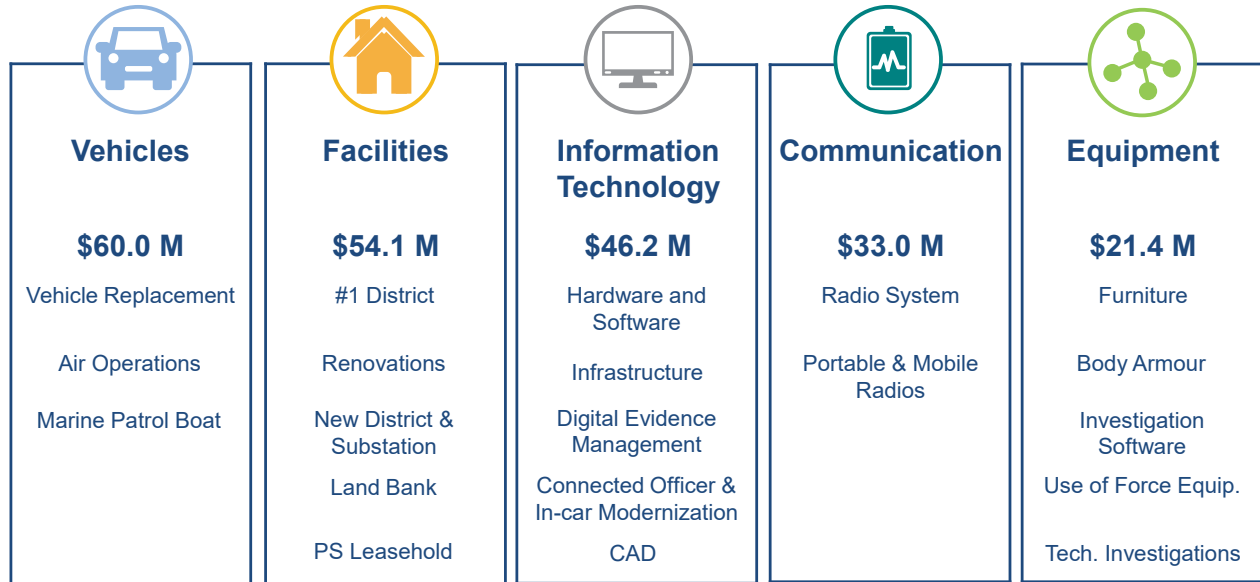 Vehicles
$60.0 M
Vehicle Replacement
Air Operations
Marine Patrol Boat
Facilities
$54.1 M
#1 District
Renovations
New District &
Substation
Land Bank
PS Leasehold
Information
Technology
$46.2 M
Hardware and
Software
Infrastructure
Digital Evidence
Management
Connected Officer &
In-car Modernization
CAD
Communication
$33.0 M
Radio System
Portable & Mobile
Radios
Equipment
$21.4 M
Furniture
Body Armour
Investigation
Software
Use of Force Equip.
Tech. Investigations